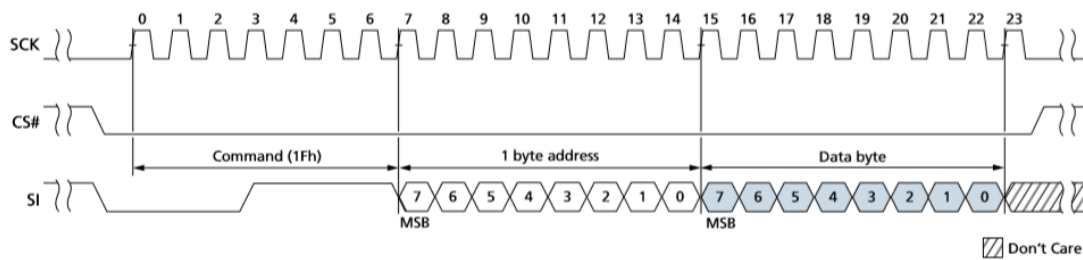 0 1 2 3 4 5 6 7 8 9 10 11 12 13 14 15 16 17 18 19 20 21 22 23
SCK
CS#
Command (1Fh) 1 byte address Data byte
SI 7 6 5 4 3 2 1 0 7 6 5 4 3 2 1 0
MSB MSB
Don't Care